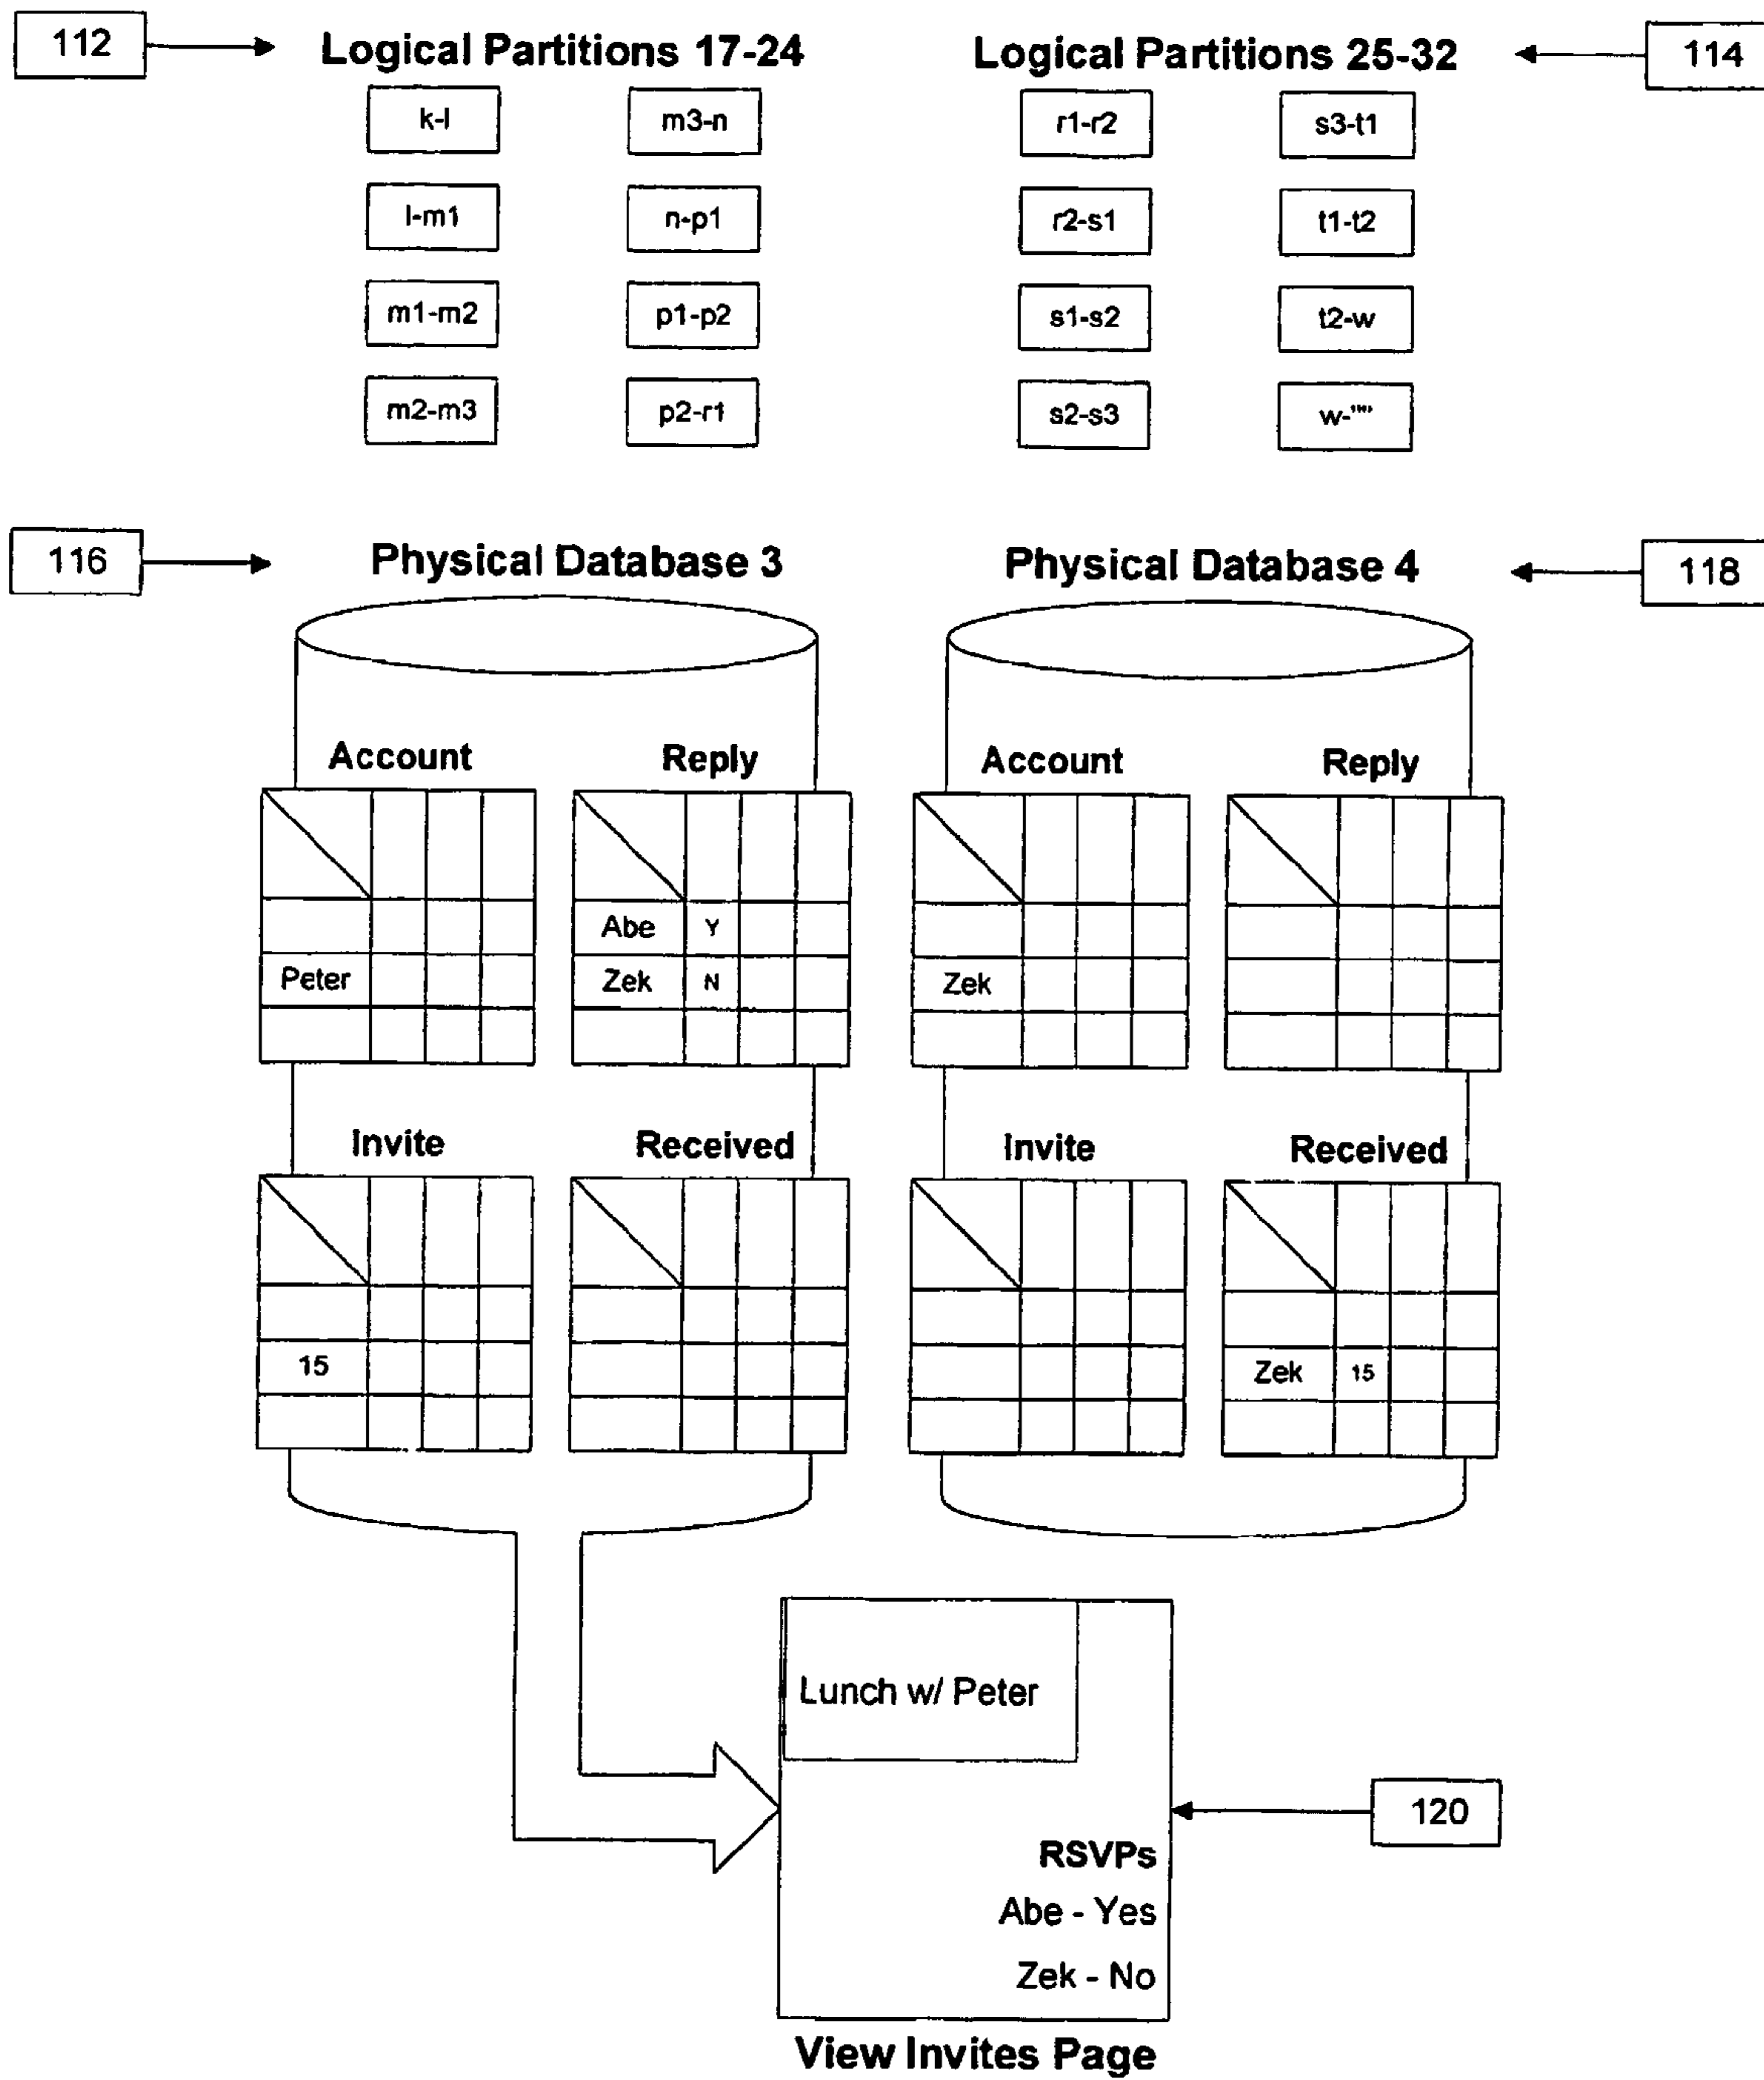 112
Logical Partitions 17-24
Logical Partitions 25-32
114
k-l
m3-n
r1-r2
s3-t1
l-m1
n-p1
r2-s1
t1-t2
m1-m2
p1-p2
s1-s2
t2-w
m2-m3
p2-r1
s2-s3
w-""
116
Physical Database 3
Physical Database 4
118
Account
Reply
Account
Reply
Abe Y
Peter
Zek N
Zek
Invite
Received
Invite
Received
15
Zek 15
Lunch w/ Peter
120
RSVPs
Abe - Yes
Zek - No
View Invites Page